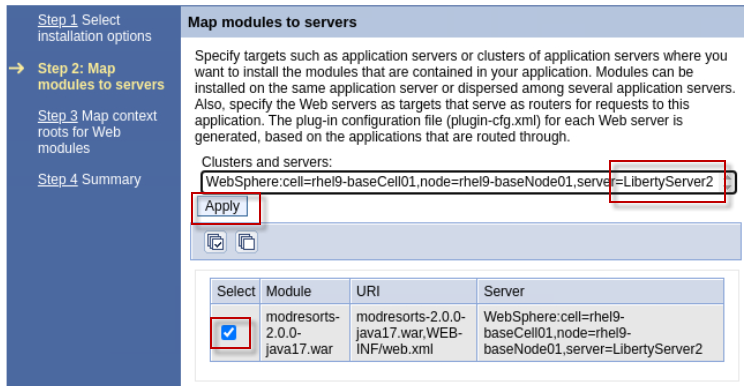 Step 1 Select
installation options
Step 2: Map
modules to servers
Step 3 Map context
roots for Web
modules
Step 4 Summary
Map modules to servers
Specify targets such as application servers or clusters of application servers where you
want to install the modules that are contained in your application. Modules can be
installed on the same application server or dispersed among several application servers.
Also, specify the Web servers as targets that serve as routers for requests to this
application. The plug-in configuration file (plugin-cfg.xml) for each Web server is
generated, based on the applications that are routed through.
Clusters and servers:
WebSphere:cell=rhel9-baseCell01,node=rhel9-baseNode01,server=LibertyServer2
Apply
Select Module URI Server
modresorts-2.0.0-java17.war
modresorts-2.0.0-
java17.war,WEB-
INF/web.xml
WebSphere:cell=rhel9-
baseCell01,node=rhel9-
baseNode01,server=LibertyServer2